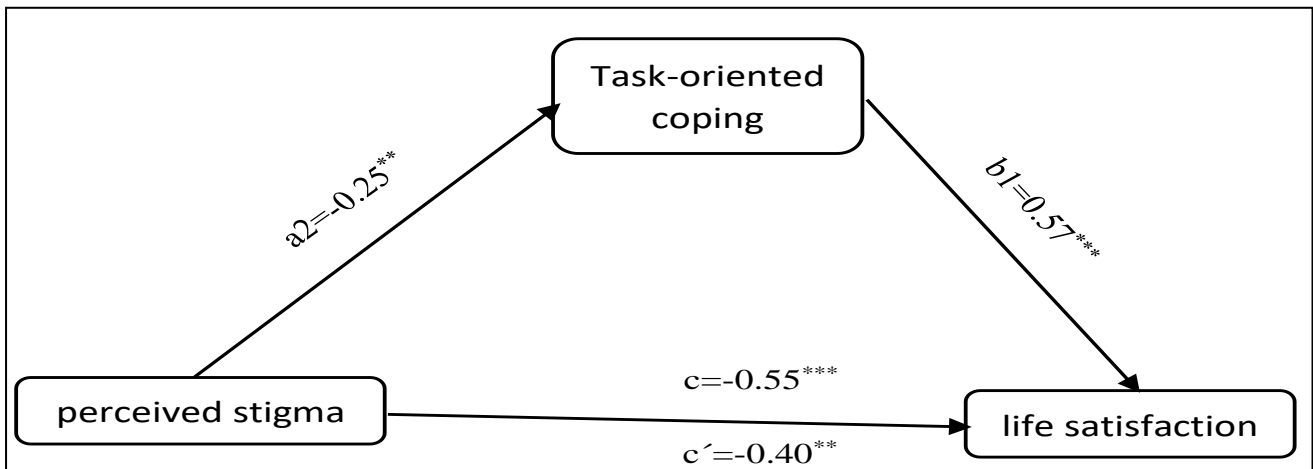 Task-oriented
coping
a2=-0.25**
b1=0.57***
c=-0.55***
perceived stigma
life satisfaction
c´=-0.40**